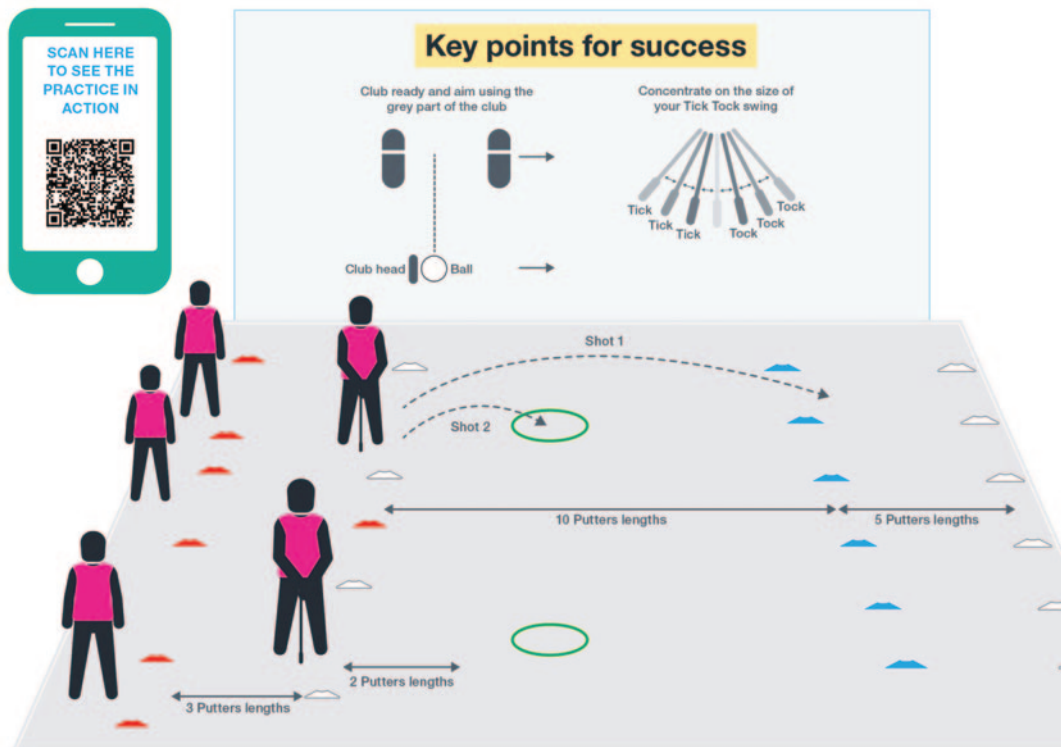 SCAN HERE
TO SEE THE
PRACTICE IN
ACTION
Key points for success
Club ready and aim using the
grey part of the club
Concentrate on the size of
your Tick Tock swing
Tick
Tick
Tick
Tock
Tock
Tock
Club head
Ball
Shot 1
Shot 2
10 Putters lengths
5 Putters lengths
2 Putters lengths
3 Putters lengths